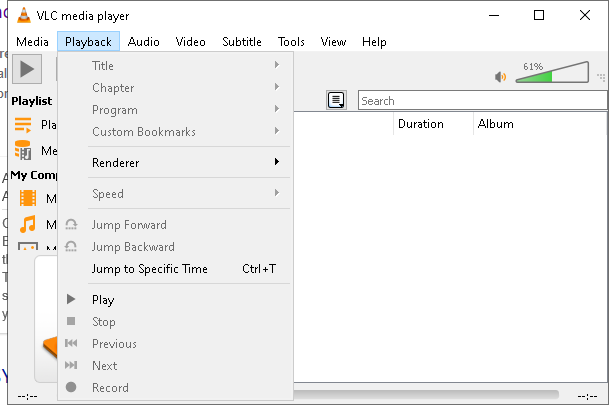 VLC media player
Media Playback Audio Video Subtitle Tools View Help
61%
Search
Playlist
Duration Album
My Comp
Title
Chapter
Program
Custom Bookmarks
Renderer
Speed
Jump Forward
Jump Backward
Jump to Specific Time Ctrl+T
Play
Stop
Previous
Next
Record
--:-- --:--